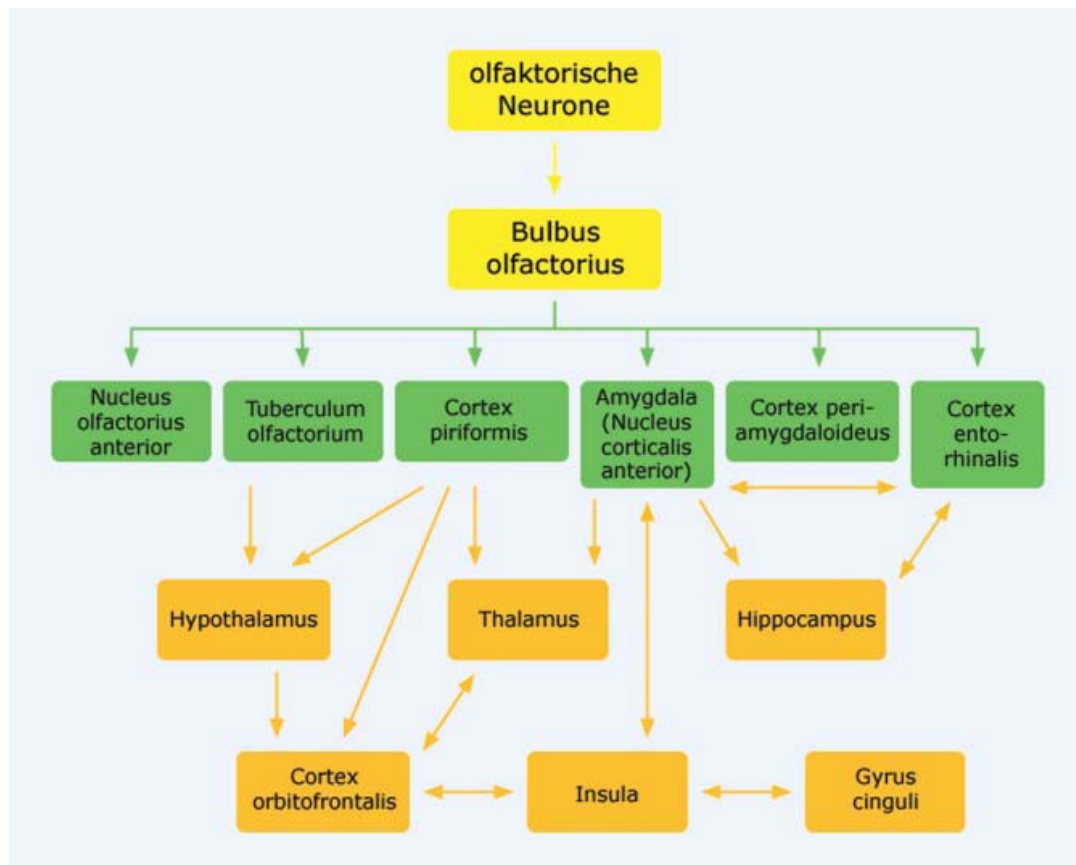 olfaktorische
Neurone
Bulbus
olfactorius
Nucleus
olfactorius
anterior
Tuberculum
olfactorium
Cortex
piriformis
Amygdala
(Nucleus
corticalis
anterior)
Cortex peri-
amygdaloideus
Cortex
ento-
rhinalis
Hypothalamus
Thalamus
Hippocampus
Cortex
orbitofrontalis
Insula
Gyrus
cinguli